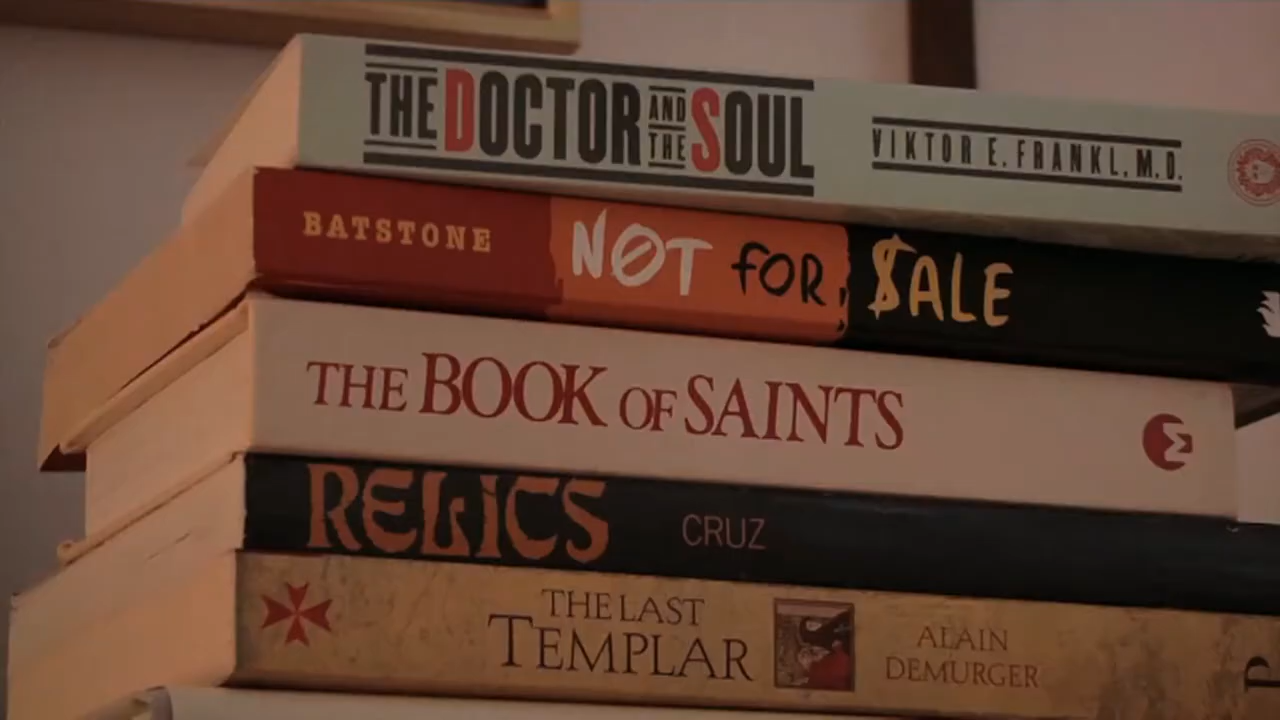 THE DOCTOR AND THE SOUL VIKTOR E. FRANKL, M.D.
BATSTONE NOT FOR $ALE
THE BOOK OF SAINTS
RELICS CRUZ
THE LAST TEMPLAR ALAIN DEMURGER P